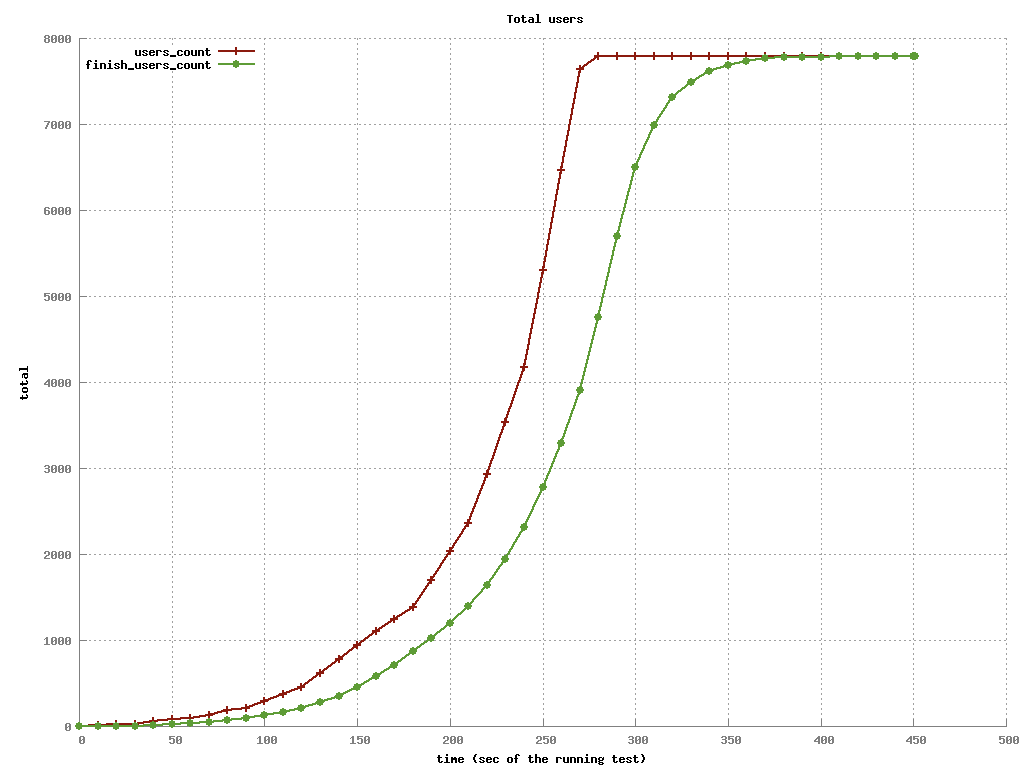 Total users
users_count
finish_users_count
8000
7000
6000
5000
4000
3000
2000
1000
0
total
0 50 100 150 200 250 300 350 400 450 500
time (sec of the running test)